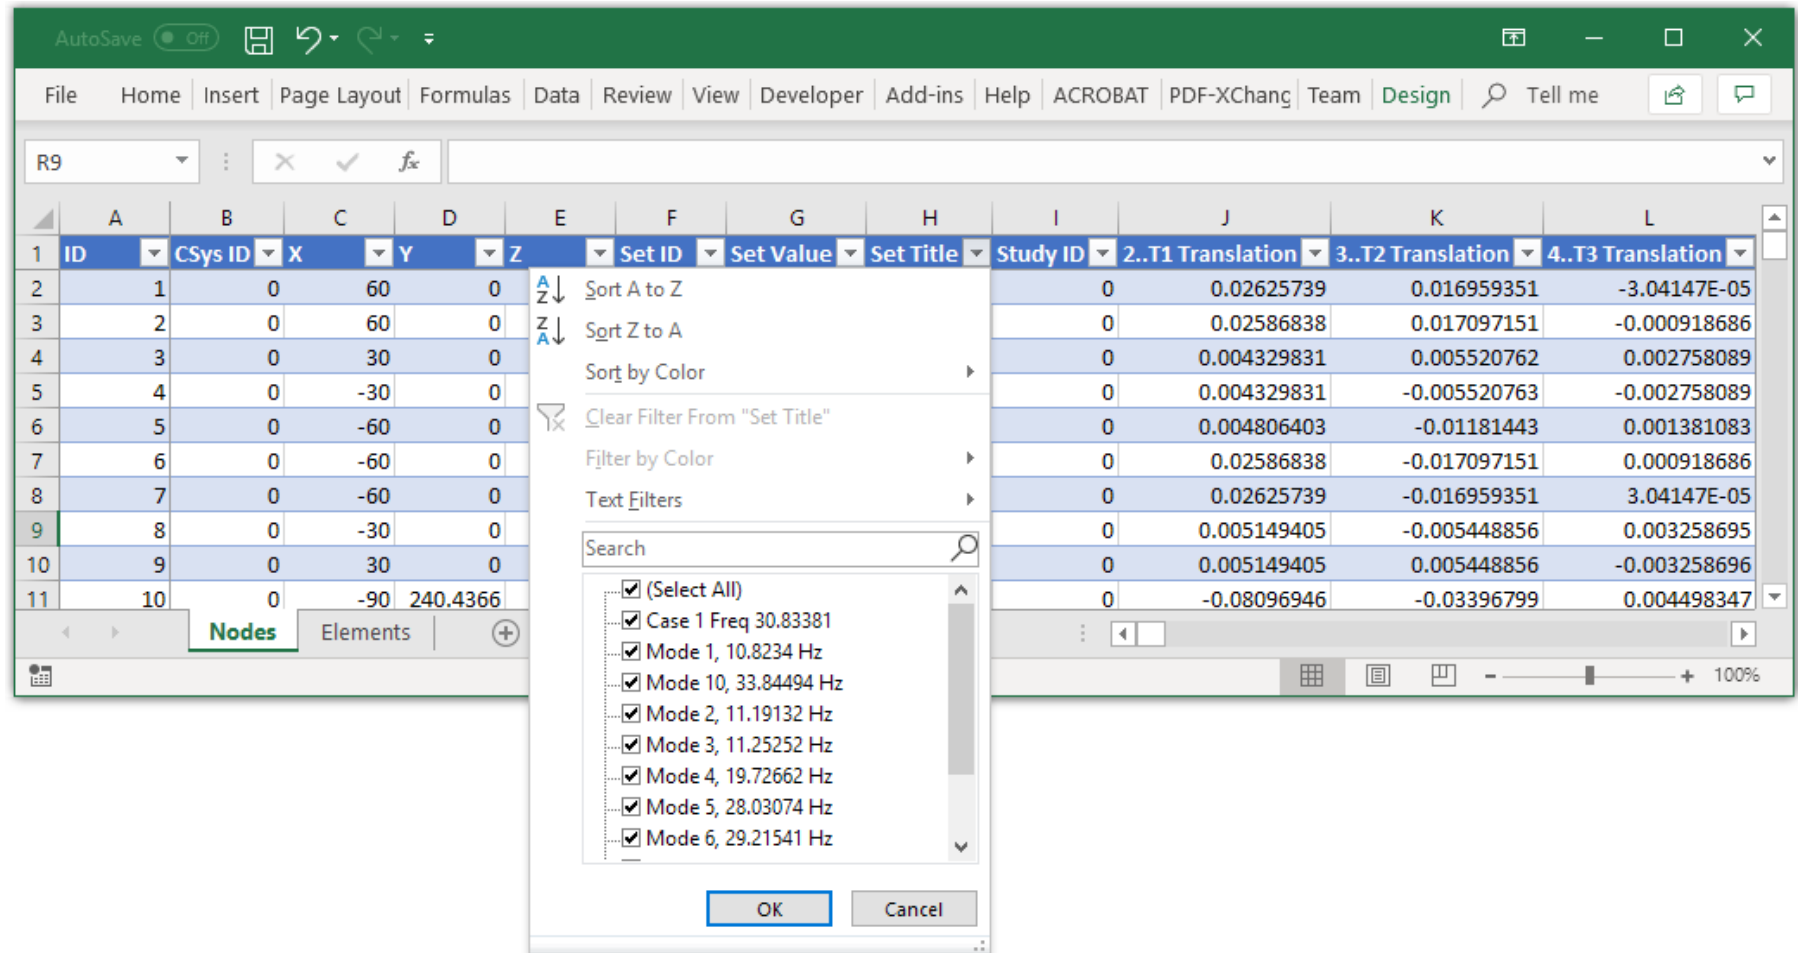 AutoSave Off
File Home Insert Page Layout Formulas Data Review View Developer Add-ins Help ACROBAT PDF-XChang Team Design Tell me
R9 fx
A B C D E F G H I J K L
1 ID CSys ID X Y Z Set ID Set Value Set Title Study ID 2..T1 Translation 3..T2 Translation 4..T3 Translation
2 1 0 60 0 0 0.02625739 0.016959351 -3.04147E-05
3 2 0 60 0 0 0.02586838 0.017097151 -0.000918686
4 3 0 30 0 0 0.004329831 0.005520762 0.002758089
5 4 0 -30 0 0 0.004329831 -0.005520763 -0.002758089
6 5 0 -60 0 0 0.004806403 -0.01181443 0.001381083
7 6 0 -60 0 0 0.02586838 -0.017097151 0.000918686
8 7 0 -60 0 0 0.02625739 -0.016959351 3.04147E-05
9 8 0 -30 0 0 0.005149405 -0.005448856 0.003258695
10 9 0 30 0 0 0.005149405 0.005448856 -0.003258696
11 10 0 -90 240.4366 0 -0.08096946 -0.03396799 0.004498347
Sort A to Z
Sort Z to A
Sort by Color
Clear Filter From "Set Title"
Filter by Color
Text Filters
Search
(Select All)
Case 1 Freq 30.83381
Mode 1, 10.8234 Hz
Mode 10, 33.84494 Hz
Mode 2, 11.19132 Hz
Mode 3, 11.25252 Hz
Mode 4, 19.72662 Hz
Mode 5, 28.03074 Hz
Mode 6, 29.21541 Hz
OK Cancel
Nodes Elements
100%